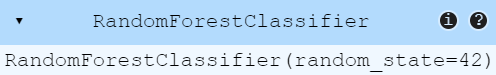 ▾ RandomForestClassifier i ?
RandomForestClassifier(random_state=42)